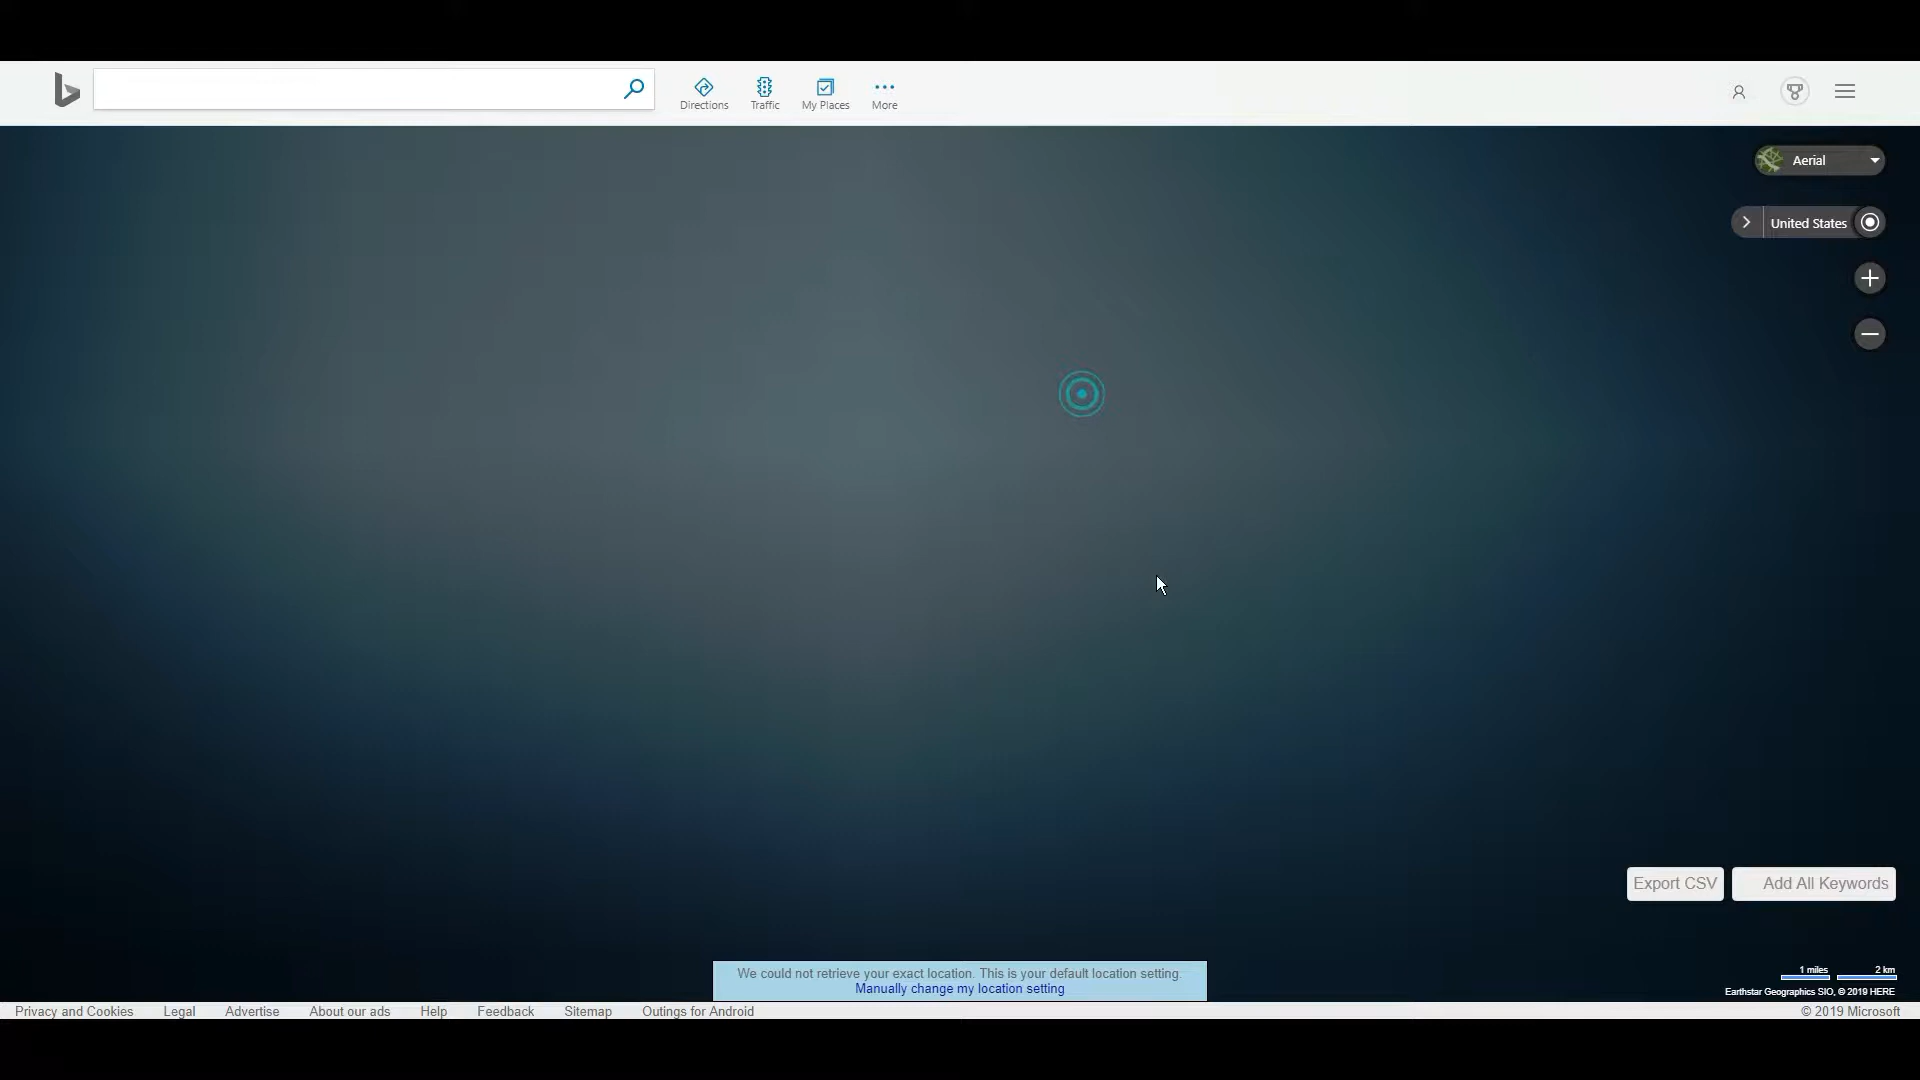 Directions
Traffic
My Places
More
Aerial
United States
Export CSV
Add All Keywords
We could not retrieve your exact location. This is your default location setting.
Manually change my location setting
1 miles
2 km
Earthstar Geographics SIO, © 2019 HERE
Privacy and Cookies
Legal
Advertise
About our ads
Help
Feedback
Sitemap
Outings for Android
© 2019 Microsoft